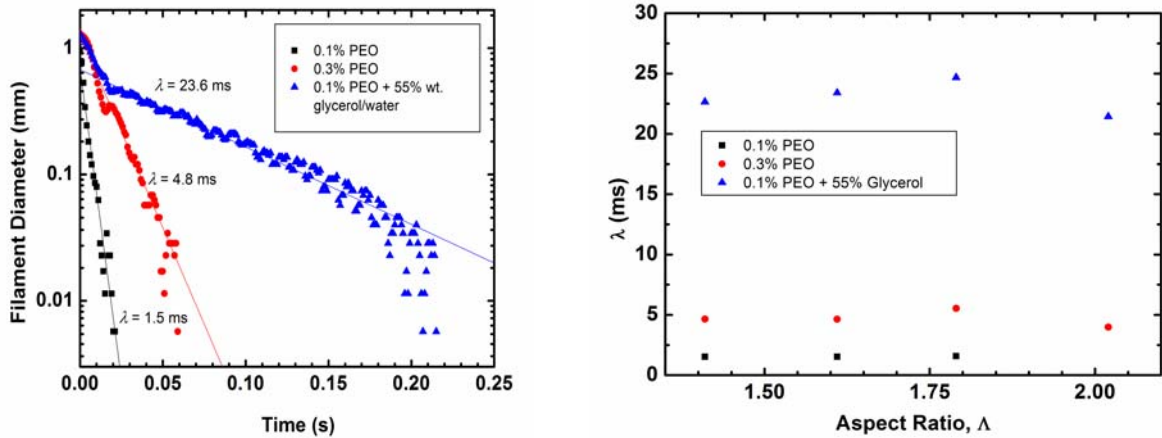 Filament Diameter (mm)
1
0.1
0.01
0.1% PEO
0.3% PEO
0.1% PEO + 55% wt.
glycerol/water
λ = 23.6 ms
λ = 4.8 ms
λ = 1.5 ms
0.00 0.05 0.10 0.15 0.20 0.25
Time (s)
λ (ms)
30
25
20
15
10
5
0
0.1% PEO
0.3% PEO
0.1% PEO + 55% Glycerol
1.50 1.75 2.00
Aspect Ratio, Λ